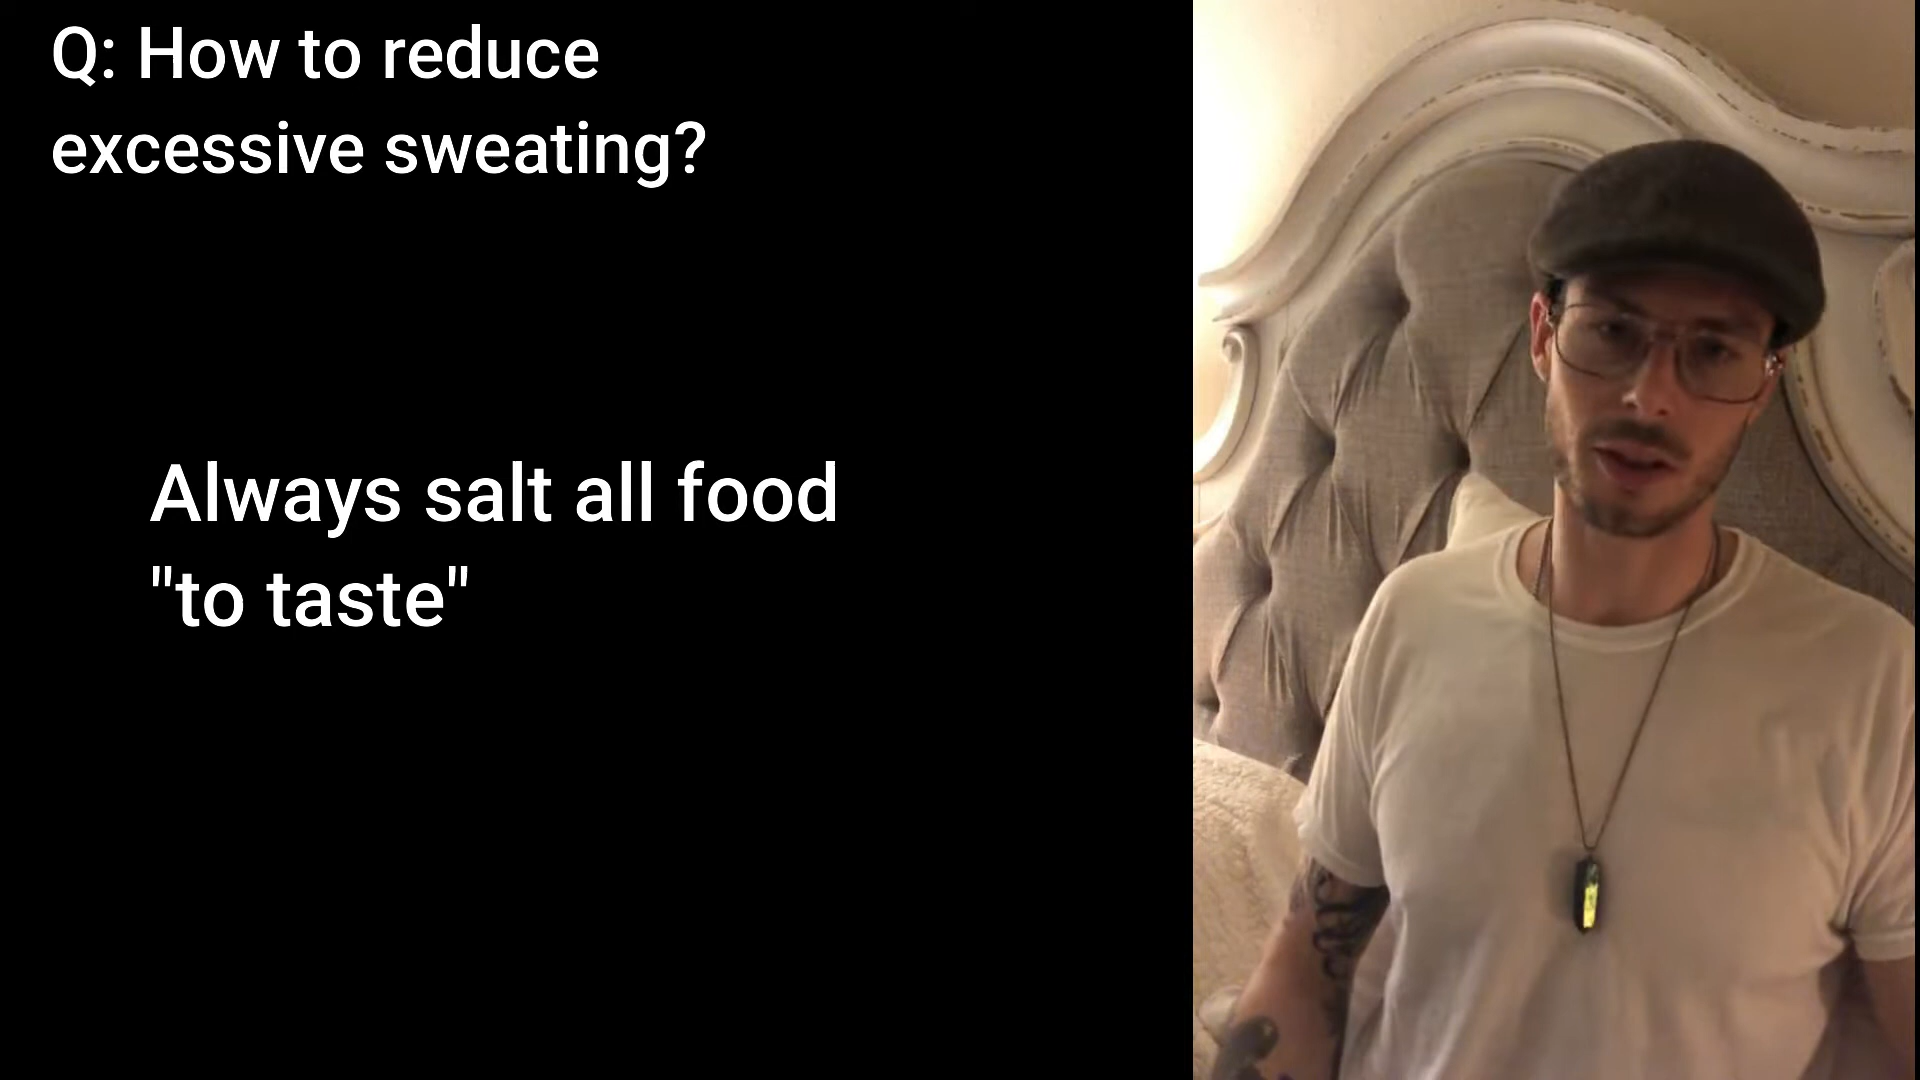 Q: How to reduce
excessive sweating?
Always salt all food
"to taste"